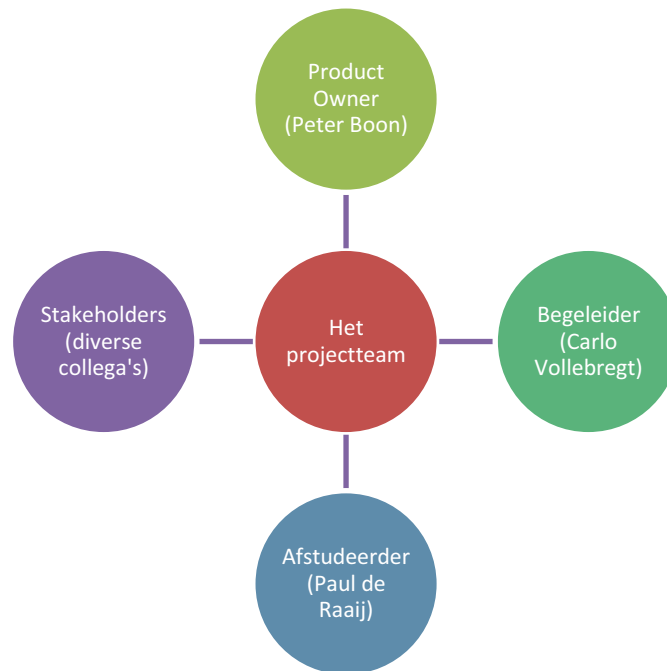 Product
Owner
(Peter Boon)
Stakeholders
(diverse
collega's)
Het
projectteam
Begeleider
(Carlo
Vollebregt)
Afstudeerder
(Paul de
Raaij)